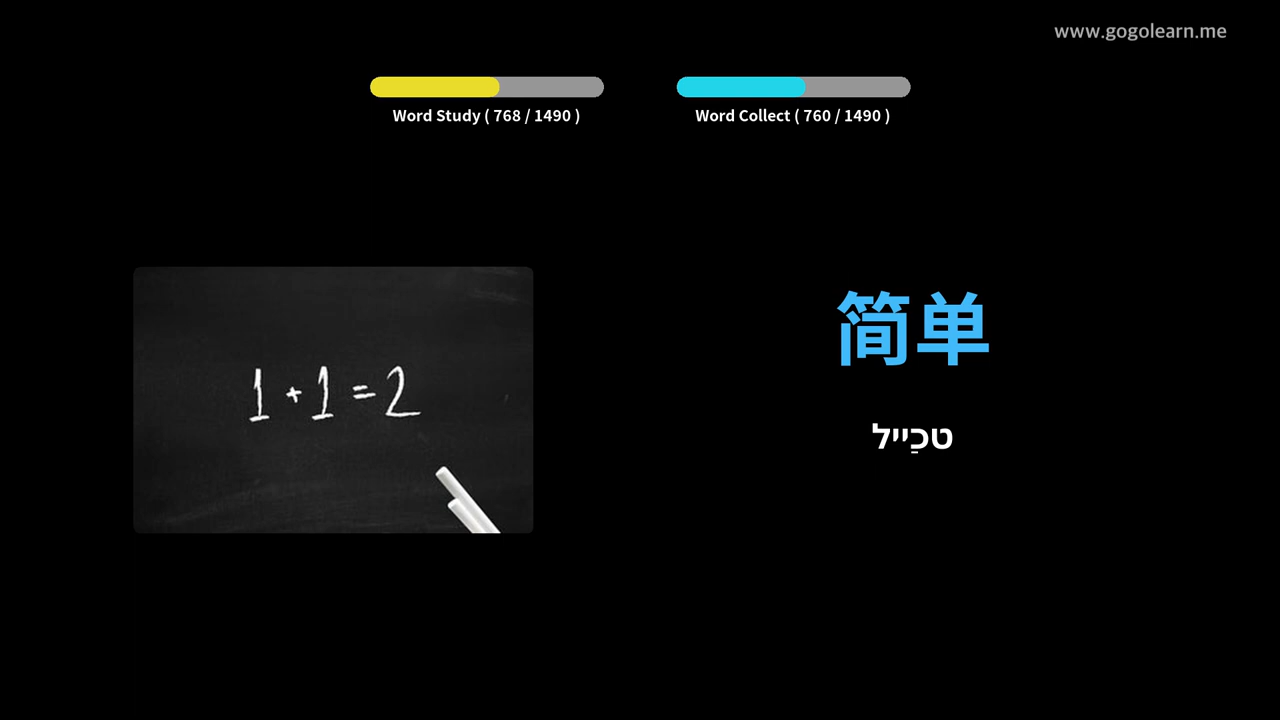 www.gogolearn.me
Word Study ( 768 / 1490 )
Word Collect ( 760 / 1490 )
1 + 1 = 2
简单
טכַייל